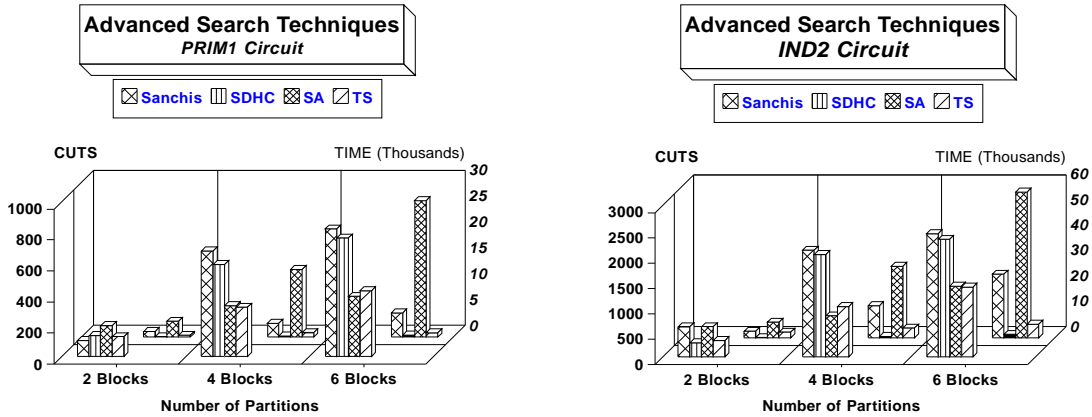 Advanced Search Techniques
PRIM1 Circuit
Sanchis SDHC SA TS
CUTS
TIME (Thousands)
30
25
20
15
10
5
0
1000
800
600
400
200
0
2 Blocks 4 Blocks 6 Blocks
Number of Partitions
Advanced Search Techniques
IND2 Circuit
Sanchis SDHC SA TS
CUTS
TIME (Thousands)
60
50
40
30
20
10
0
3000
2500
2000
1500
1000
500
0
2 Blocks 4 Blocks 6 Blocks
Number of Partitions